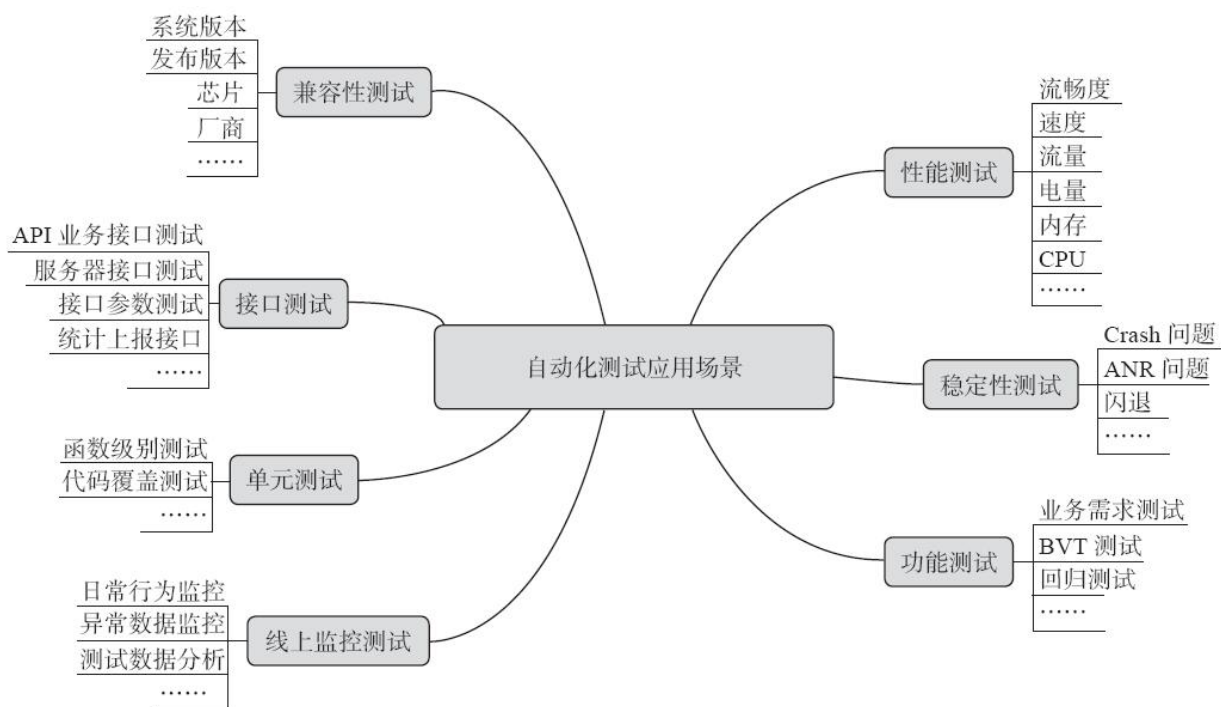 系统版本
发布版本
芯片
厂商
……
兼容性测试
API 业务接口测试
服务器接口测试
接口参数测试
统计上报接口
……
接口测试
函数级别测试
代码覆盖测试
……
单元测试
日常行为监控
异常数据监控
测试数据分析
……
线上监控测试
自动化测试应用场景
性能测试
流畅度
速度
流量
电量
内存
CPU
……
稳定性测试
Crash 问题
ANR 问题
闪退
……
功能测试
业务需求测试
BVT 测试
回归测试
……